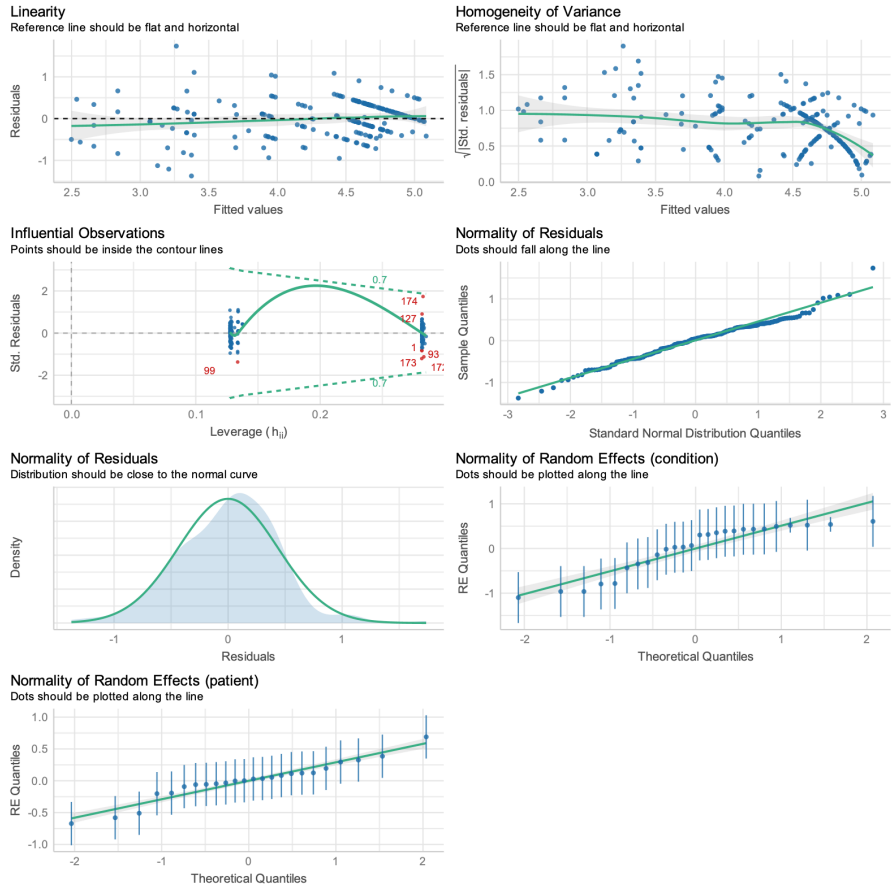 Linearity
Reference line should be flat and horizontal
Residuals
1
0
-1
2.5 3.0 3.5 4.0 4.5 5.0
Fitted values
Homogeneity of Variance
Reference line should be flat and horizontal
√|Std. residuals|
1.5
1.0
0.5
0.0
2.5 3.0 3.5 4.0 4.5 5.0
Fitted values
Influential Observations
Points should be inside the contour lines
Std. Residuals
2
0
-2
0.7
174
127
1
93
173
99
0.7
0.0 0.1 0.2
Leverage (hii)
Normality of Residuals
Dots should fall along the line
Sample Quantiles
1
0
-1
-3 -2 -1 0 1 2 3
Standard Normal Distribution Quantiles
Normality of Residuals
Distribution should be close to the normal curve
Density
-1 0 1
Residuals
Normality of Random Effects (condition)
Dots should be plotted along the line
RE Quantiles
1
0
-1
-2 -1 0 1 2
Theoretical Quantiles
Normality of Random Effects (patient)
Dots should be plotted along the line
RE Quantiles
1.0
0.5
0.0
-0.5
-1.0
-2 -1 0 1 2
Theoretical Quantiles